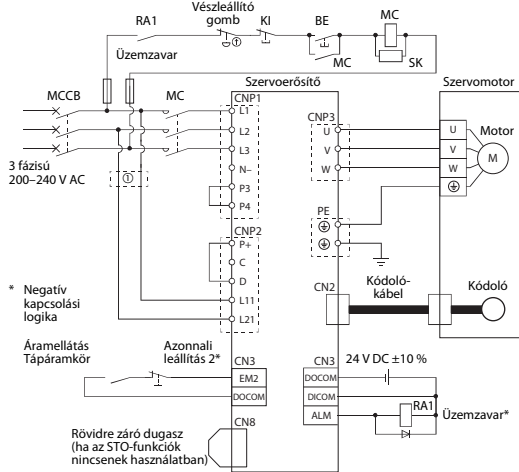 Vészleállító
gomb
RA1
KI
BE
MC
Üzemzavar
MC
SK
MCCB
MC
Szervoerősítő
Szervomotor
CNP1
L1
L2
L3
N–
P3
P4
3 fázisú
200–240 V AC
①
①
CNP3
U
V
W
U
V
W
Motor
M
PE
CNP2
P+
C
D
L11
L21
* Negatív
kapcsolási
logika
CN2
Kódoló-
kábel
Kódoló
Áramellátás
Tápáramkör
Azonnali
leállítás 2*
CN3
EM2
DOCOM
CN3
DOCOM
DICOM
ALM
24 V DC ±10 %
RA1
Üzemzavar*
CN8
Rövidre záró dugasz
(ha az STO-funkciók
nincsenek használatban)